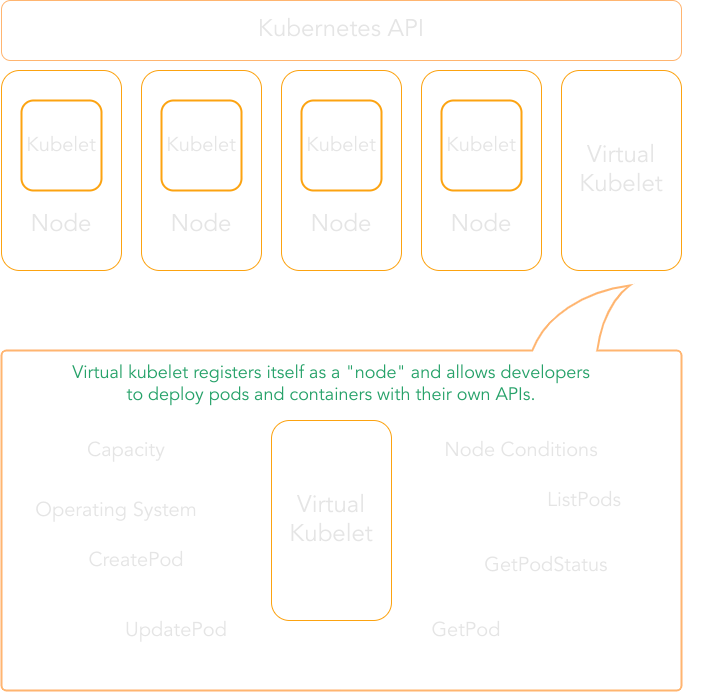 Kubernetes API
Kubelet
Kubelet
Kubelet
Kubelet
Virtual
Kubelet
Node
Node
Node
Node
Virtual kubelet registers itself as a "node" and allows developers
to deploy pods and containers with their own APIs.
Capacity
Node Conditions
Operating System
Virtual
Kubelet
ListPods
CreatePod
GetPodStatus
UpdatePod
GetPod